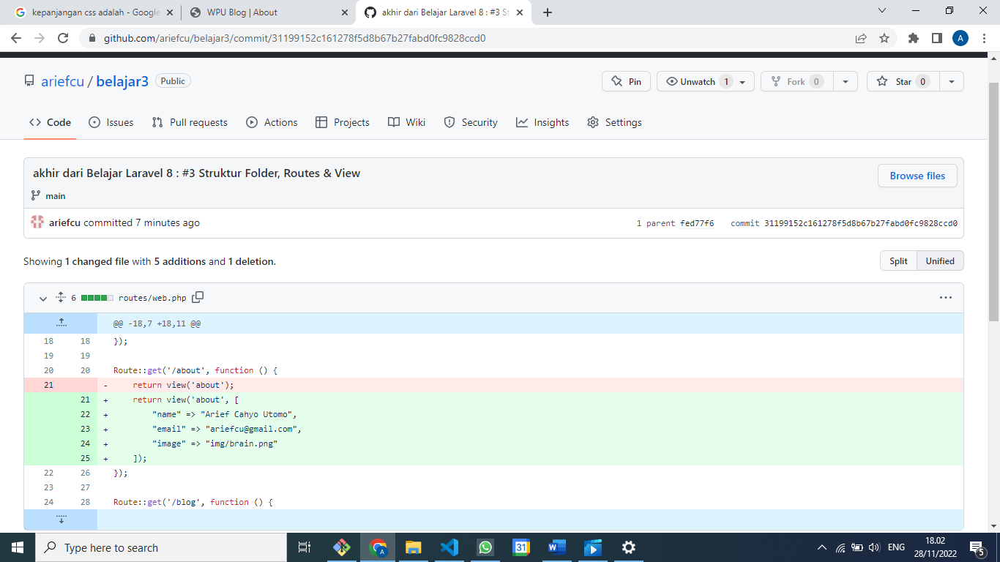 kepanjangan css adalah - Google
WPU Blog | About
akhir dari Belajar Laravel 8 : #3 St
github.com/ariefcu/belajar3/commit/31199152c161278f5d8b67b27fabd0fc9828ccd0
A
ariefcu / belajar3 Public
Pin Unwatch 1 Fork 0 Star 0
Code Issues Pull requests Actions Projects Wiki Security Insights Settings
akhir dari Belajar Laravel 8 : #3 Struktur Folder, Routes & View
Browse files
main
ariefcu committed 7 minutes ago 1 parent fed77f6 commit 31199152c161278f5d8b67b27fabd0fc9828ccd0
Showing 1 changed file with 5 additions and 1 deletion. Split Unified
6 routes/web.php
@@ -18,7 +18,11 @@
18 18 });
19 19
20 20 Route::get('/about', function () {
21 - return view('about');
21 + return view('about', [
22 + "name" => "Arief Cahyo Utomo",
23 + "email" => "ariefcu@gmail.com",
24 + "image" => "img/brain.png"
25 + ]);
22 26 });
23 27
24 28 Route::get('/blog', function () {
Type here to search
A
31
ENG
18.02
28/11/2022
5